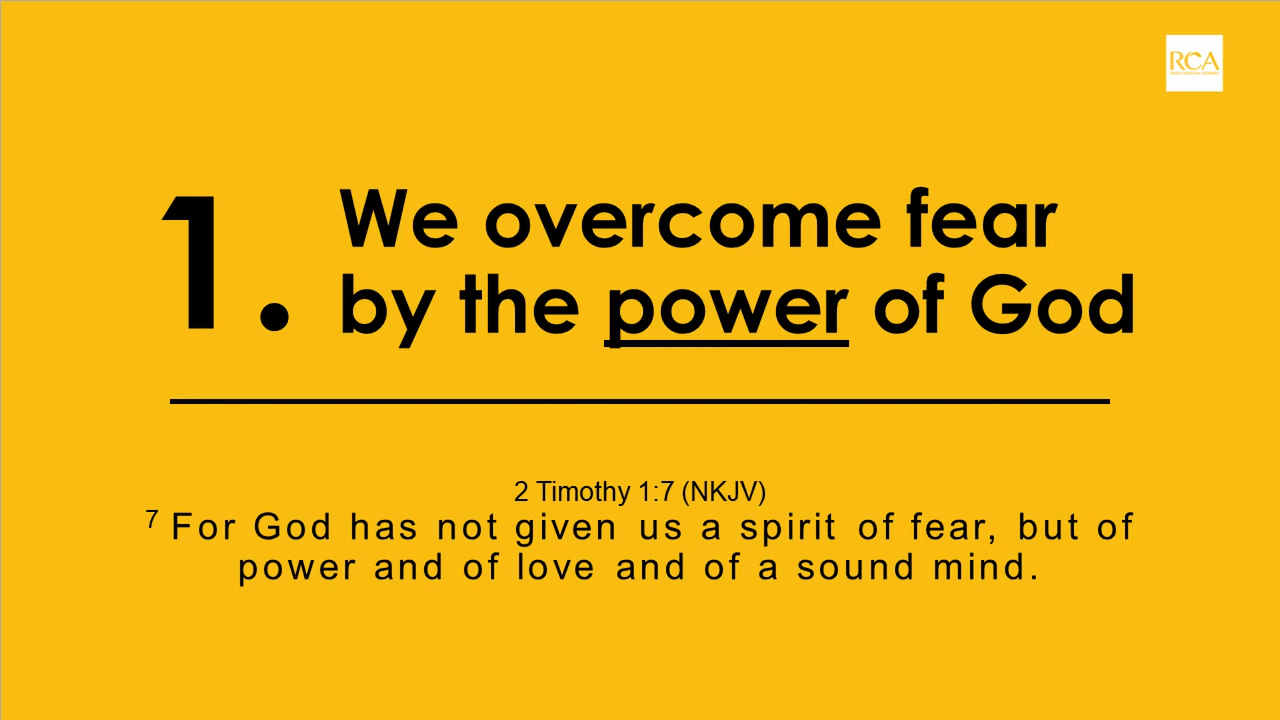 RCA
1. We overcome fear
by the power of God
2 Timothy 1:7 (NKJV)
7 For God has not given us a spirit of fear, but of
power and of love and of a sound mind.